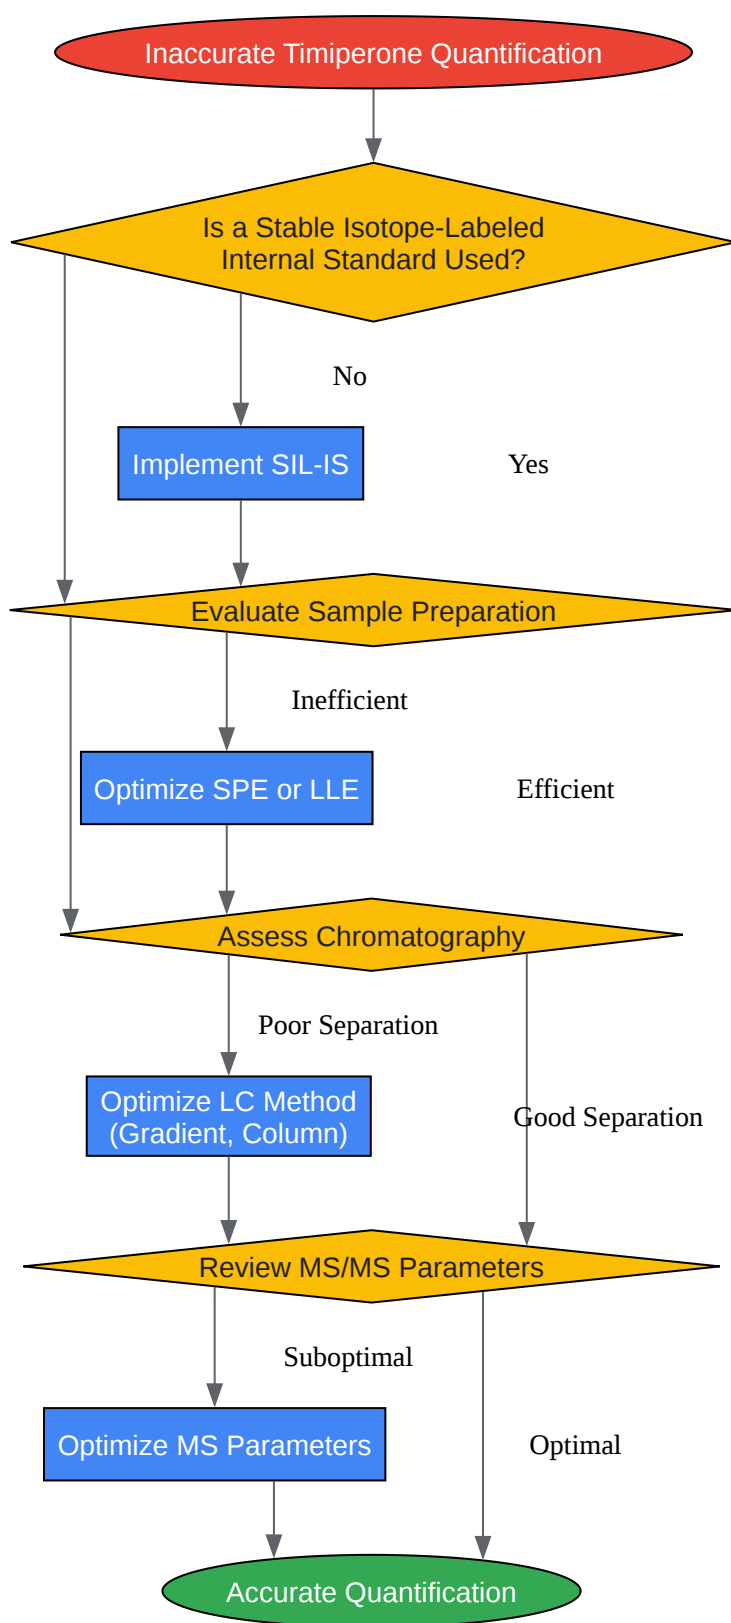 Inaccurate Timiperone Quantification
Is a Stable Isotope-Labeled
Internal Standard Used?
No
Implement SIL-IS
Yes
Evaluate Sample Preparation
Inefficient
Optimize SPE or LLE
Efficient
Assess Chromatography
Poor Separation
Optimize LC Method
(Gradient, Column)
Good Separation
Review MS/MS Parameters
Suboptimal
Optimize MS Parameters
Optimal
Accurate Quantification